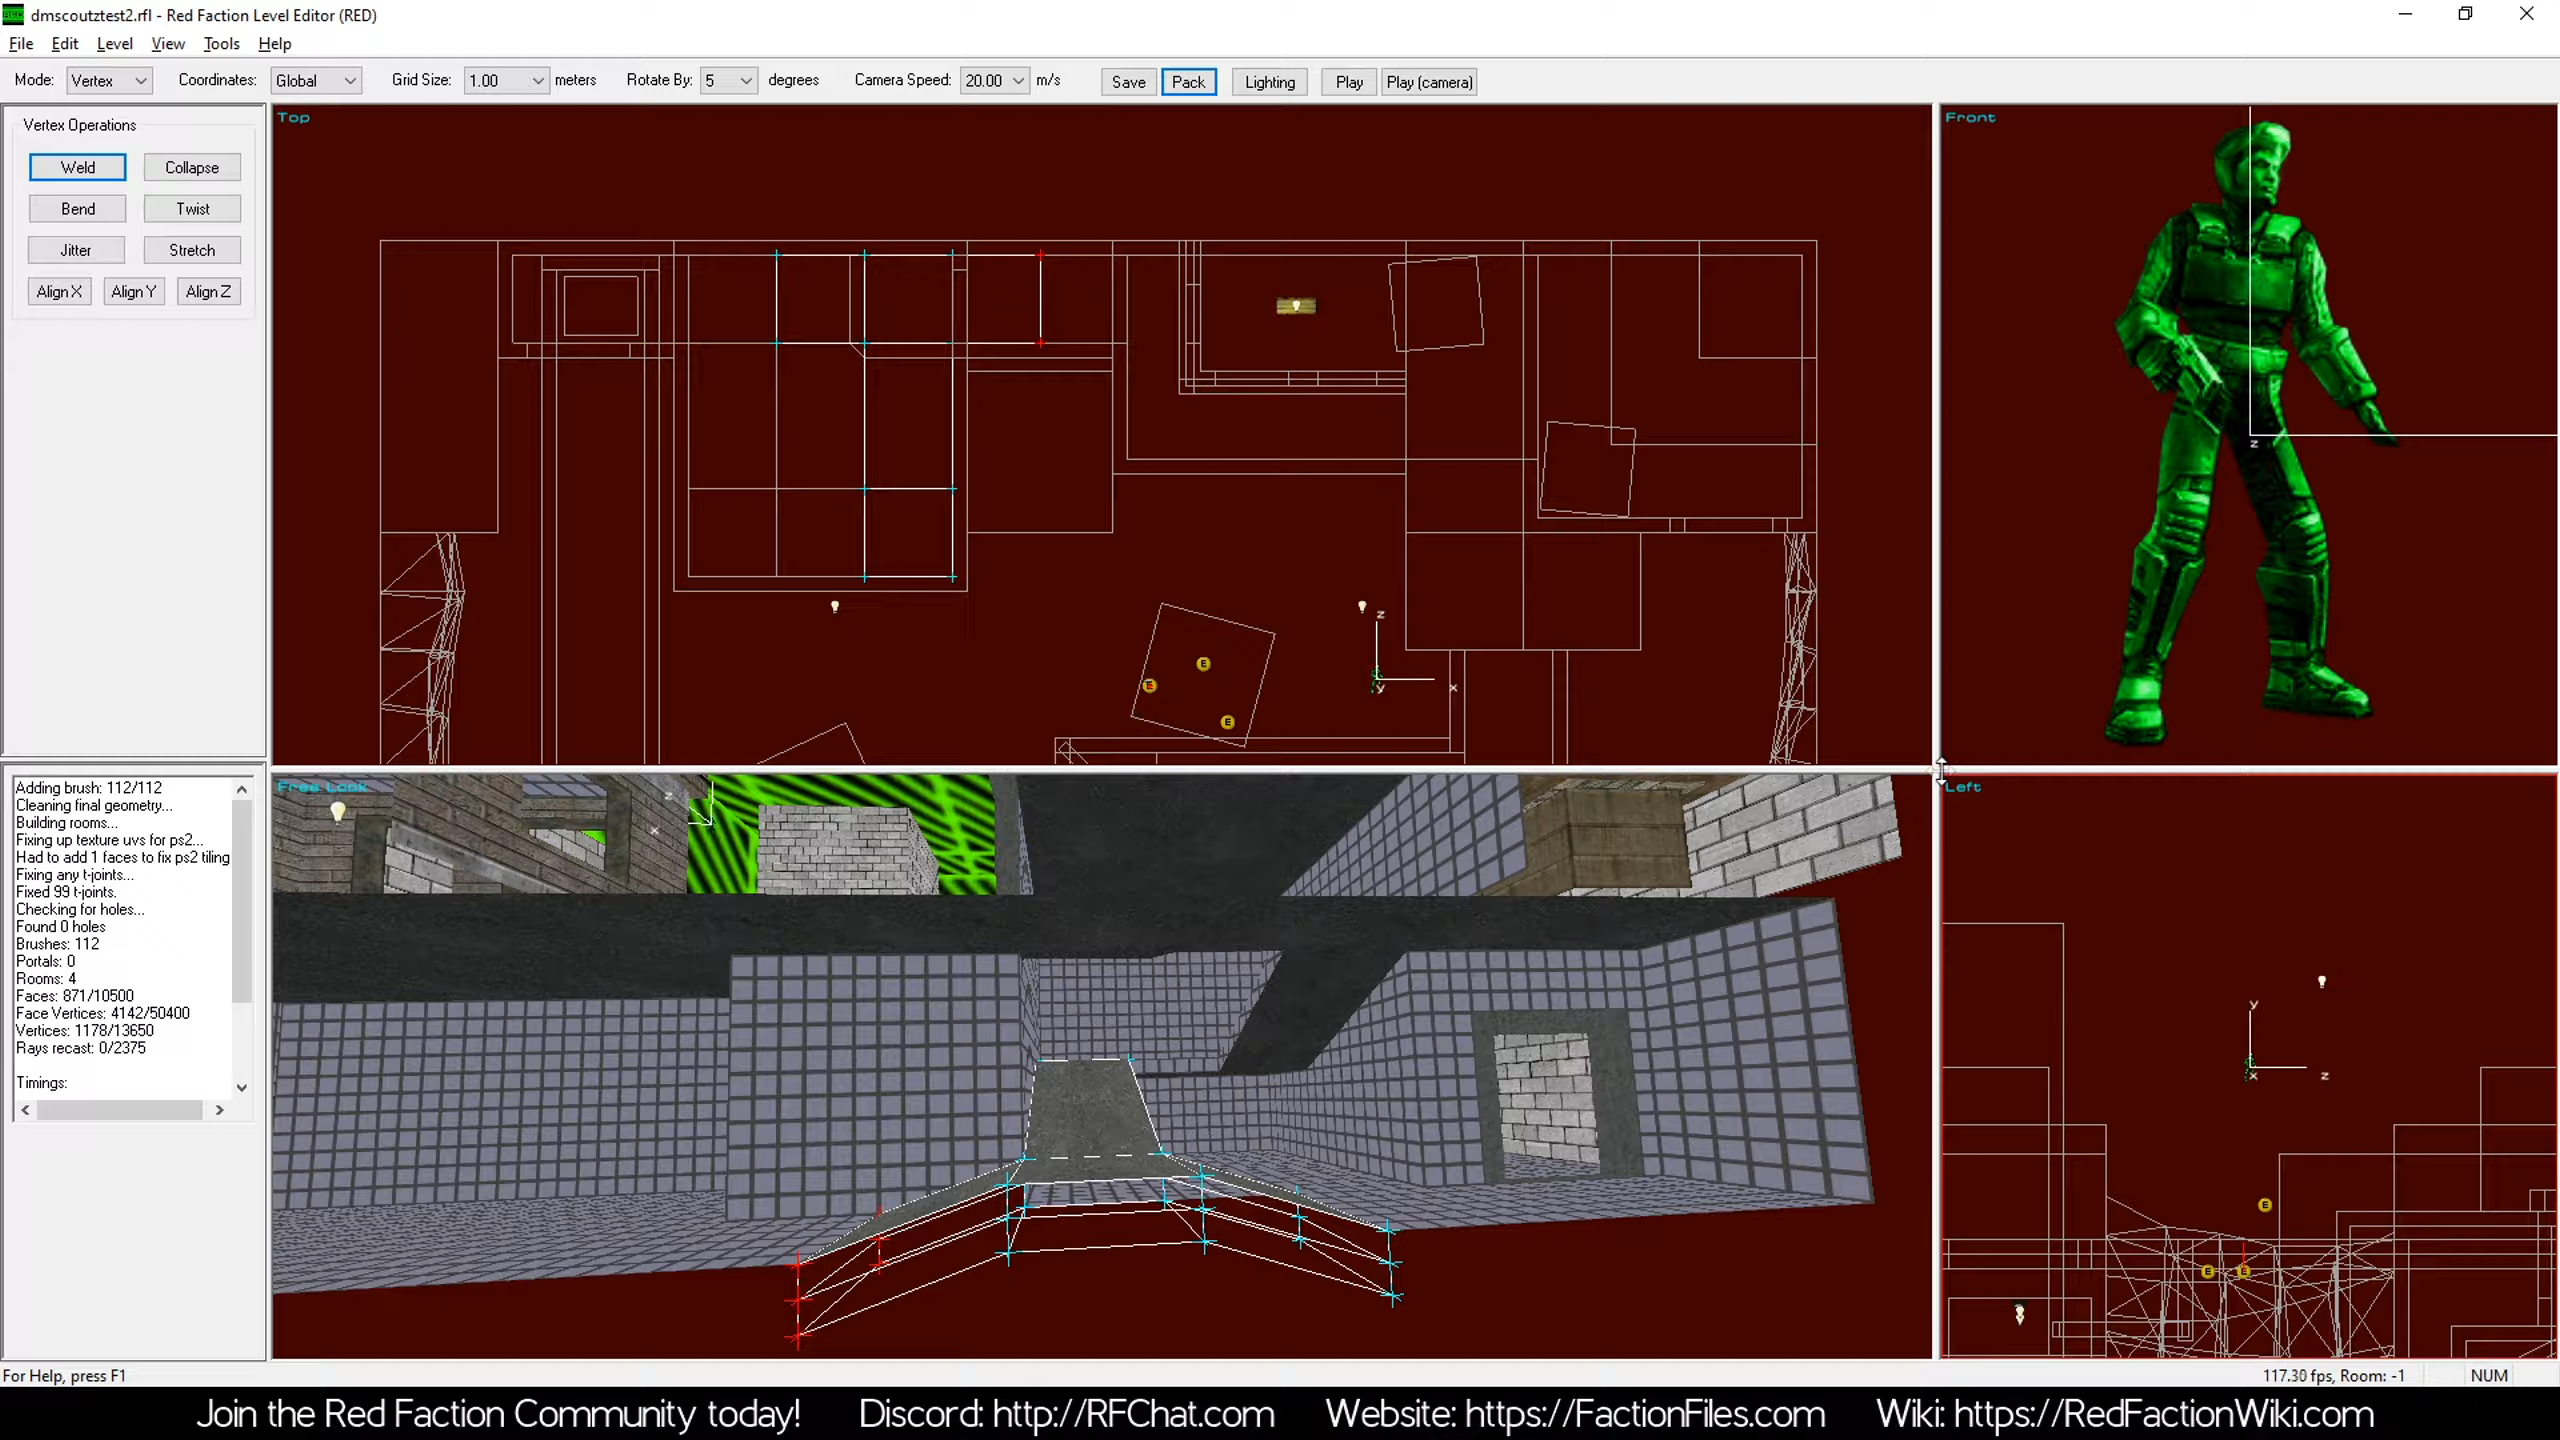 dmscoutztest2.rfl - Red Faction Level Editor (RED)
File Edit Level View Tools Help
Mode: Vertex Coordinates: Global Grid Size: 1.00 meters Rotate By: 5 degrees Camera Speed: 20.00 m/s Save Pack Lighting Play Play (camera)
Vertex Operations
Weld Collapse
Bend Twist
Jitter Stretch
Align X Align Y Align Z
Top
z
y x
Front
z
Adding brush: 112/112
Cleaning final geometry...
Building rooms...
Fixing up texture uvs for ps2...
Had to add 1 faces to fix ps2 tiling
Fixing any t-joints...
Fixed 99 t-joints.
Checking for holes...
Found 0 holes
Brushes: 112
Portals: 0
Rooms: 4
Faces: 871/10500
Face Vertices: 4142/50400
Vertices: 1178/13650
Rays recast: 0/2375
Timings:
Free Look
z
x
Left
y
x z
For Help, press F1
117.30 fps, Room: -1 NUM
Join the Red Faction Community today! Discord: http://RFChat.com Website: https://FactionFiles.com Wiki: https://RedFactionWiki.com